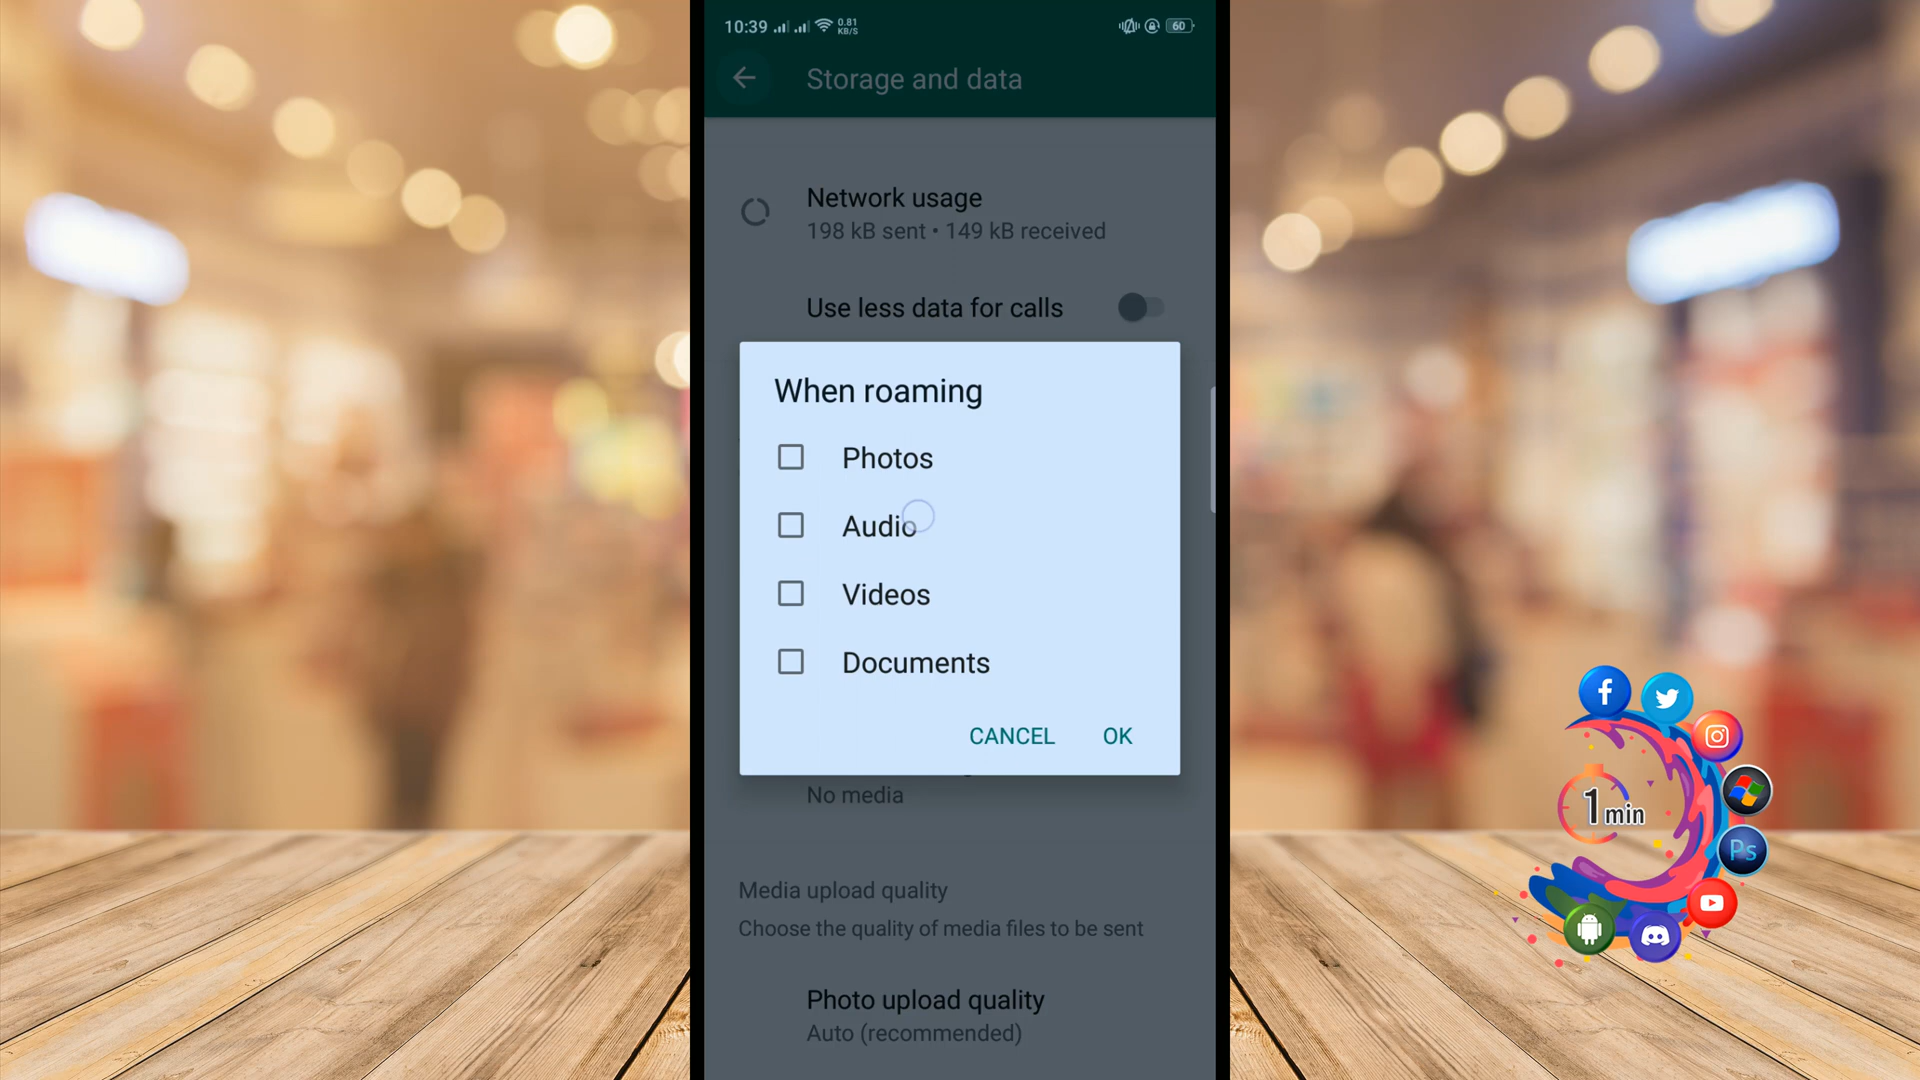 10:39 0.81 KB/S 60
Storage and data
Network usage
198 kB sent • 149 kB received
Use less data for calls
When roaming
Photos
Audio
Videos
Documents
CANCEL OK
No media
Media upload quality
Choose the quality of media files to be sent
Photo upload quality
Auto (recommended)
1 min
Ps